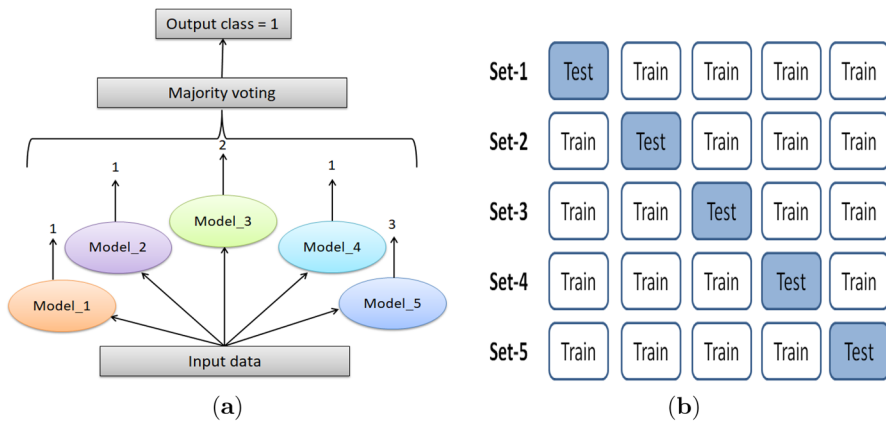 Output class = 1
Majority voting
2
1
1
1
3
Model_3
Model_2
Model_4
Model_1
Model_5
Input data
(a)
Set-1 Test Train Train Train Train
Set-2 Train Test Train Train Train
Set-3 Train Train Test Train Train
Set-4 Train Train Train Test Train
Set-5 Train Train Train Train Test
(b)